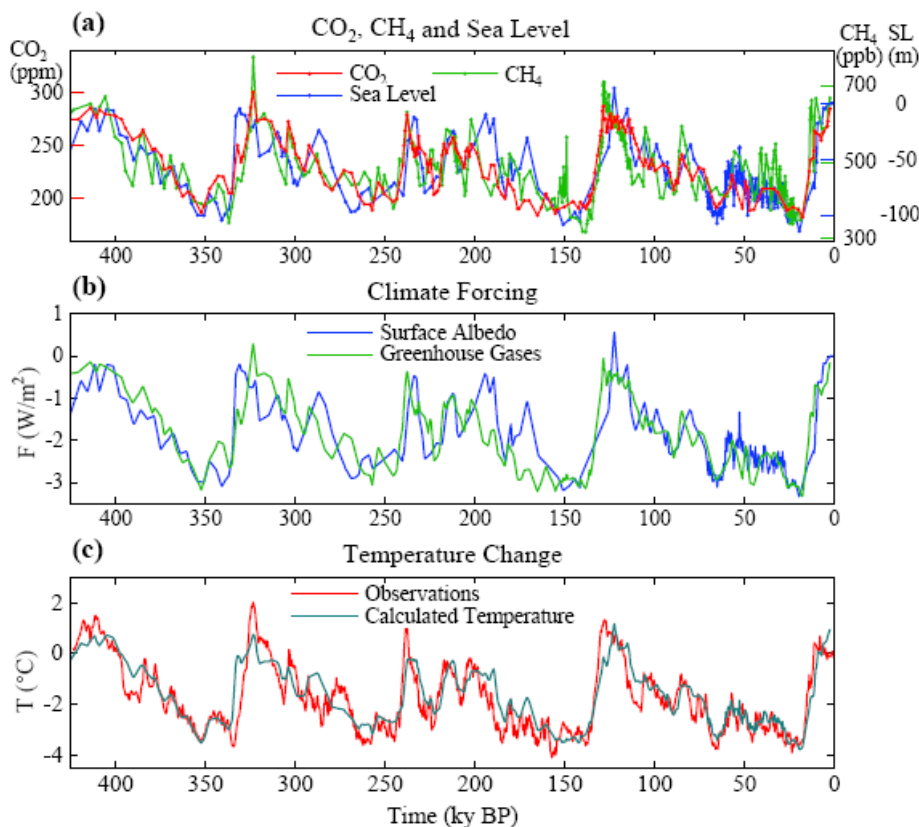 (a) CO2, CH4 and Sea Level
CO2 (ppm)
CH4 (ppb)
SL (m)
CO2
CH4
Sea Level
300
250
200
700
500
300
0
-50
-100
400 350 300 250 200 150 100 50 0
(b) Climate Forcing
Surface Albedo
Greenhouse Gases
F (W/m²)
1
0
-1
-2
-3
400 350 300 250 200 150 100 50 0
(c) Temperature Change
Observations
Calculated Temperature
T (°C)
2
0
-2
-4
400 350 300 250 200 150 100 50 0
Time (ky BP)